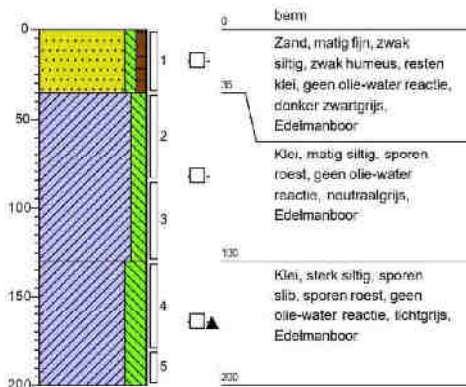 0
50
100
150
200
1
2
3
4
5
0
berm
Zand, matig fijn, zwak
siltig, zwak humeus, resten
klei, geen olie-water reactie,
donker zwartgrijs,
Edelmanboor
35
Klei, matig siltig, sporen
roest, geen olie-water
reactie, neutraalgrijs,
Edelmanboor
130
Klei, sterk siltig, sporen
slib, sporen roest, geen
olie-water reactie, lichtgrijs,
Edelmanboor
200